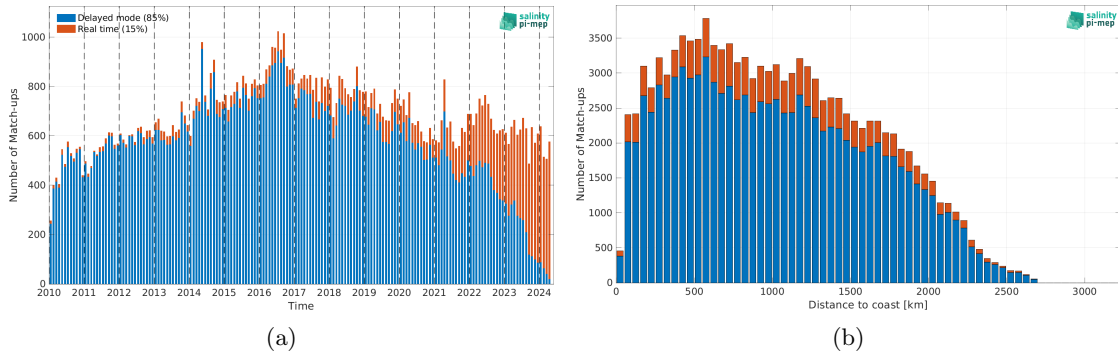 Delayed mode (85%)
Real time (15%)
salinity
pi-mep
Number of Match-ups
1000
800
600
400
200
0
2010 2011 2012 2013 2014 2015 2016 2017 2018 2019 2020 2021 2022 2023 2024
Time
(a)
salinity
pi-mep
Number of Match-ups
3500
3000
2500
2000
1500
1000
500
0
0 500 1000 1500 2000 2500 3000
Distance to coast [km]
(b)